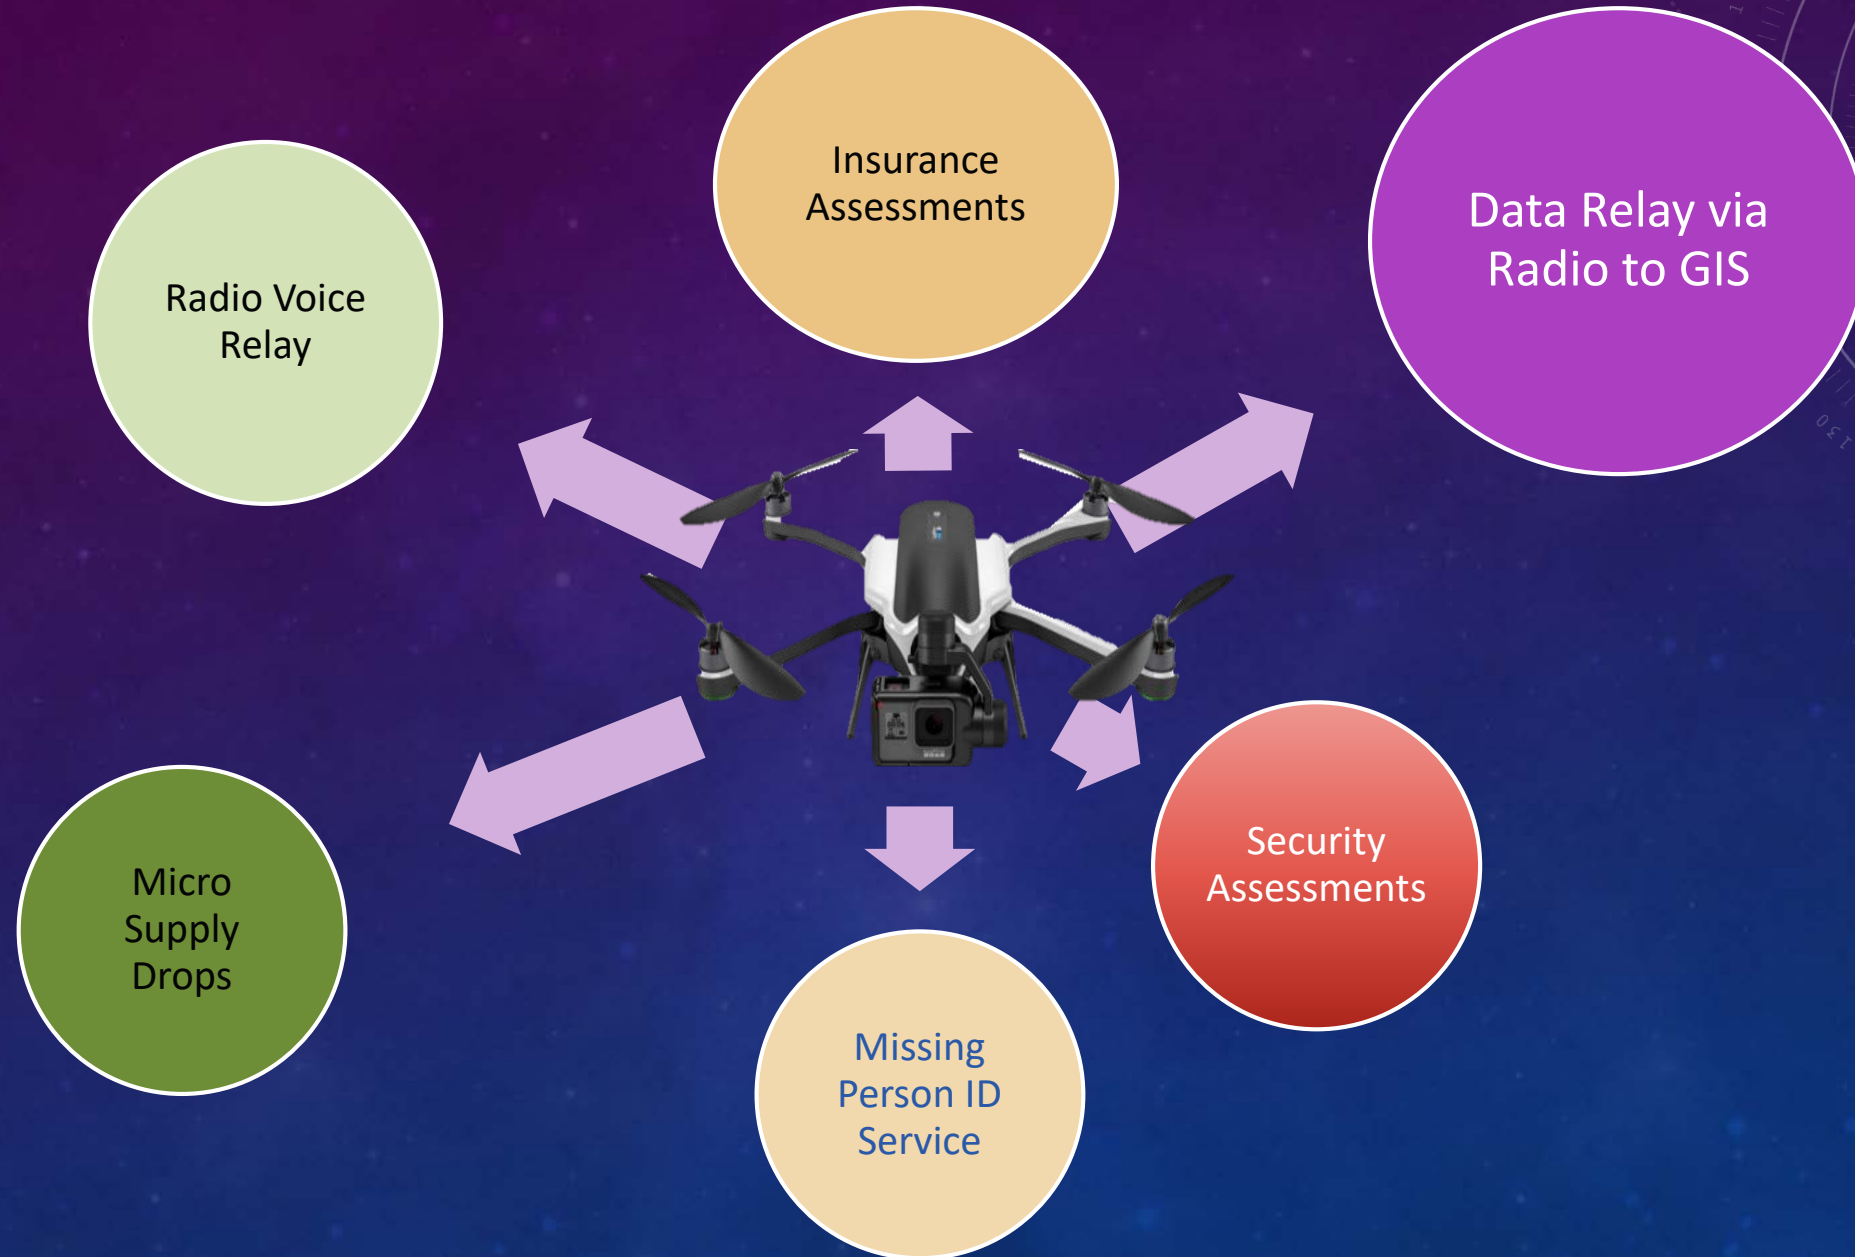 Insurance
Assessments
Data Relay via
Radio to GIS
Radio Voice
Relay
Security
Assessments
Micro
Supply
Drops
Missing
Person ID
Service
130